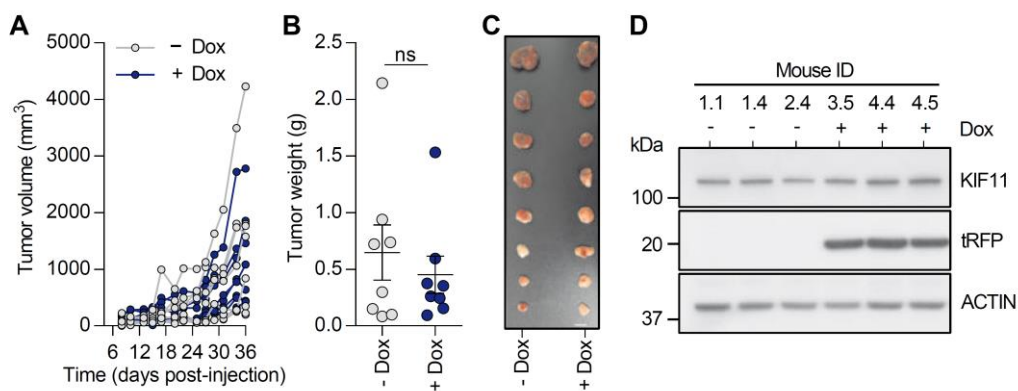 A
Tumor volume (mm³)
5000
4000
3000
2000
1000
0
6 12 18 24 30 36
Time (days post-injection)
– Dox
+ Dox
B
Tumor weight (g)
2.5
2.0
1.5
1.0
0.5
0.0
ns
- Dox
+ Dox
C
- Dox
+ Dox
D
Mouse ID
1.1 1.4 2.4 3.5 4.4 4.5
- - - + + + Dox
kDa
100
KIF11
20
tRFP
37
ACTIN